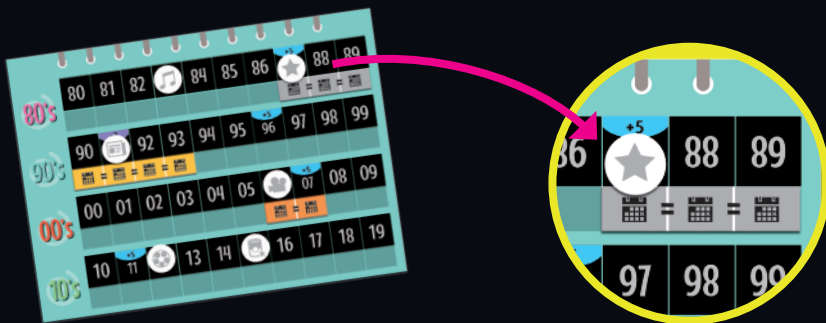 +5
80 81 82 84 85 86 88 89
80's
= =
+5
90 92 93 94 95 96 97 98 99
90's
= = =
+5
00 01 02 03 04 05 07 08 09
00's
=
+5
10 11 13 14 16 17 18 19
10's
+5
86 88 89
= =
97 98 99